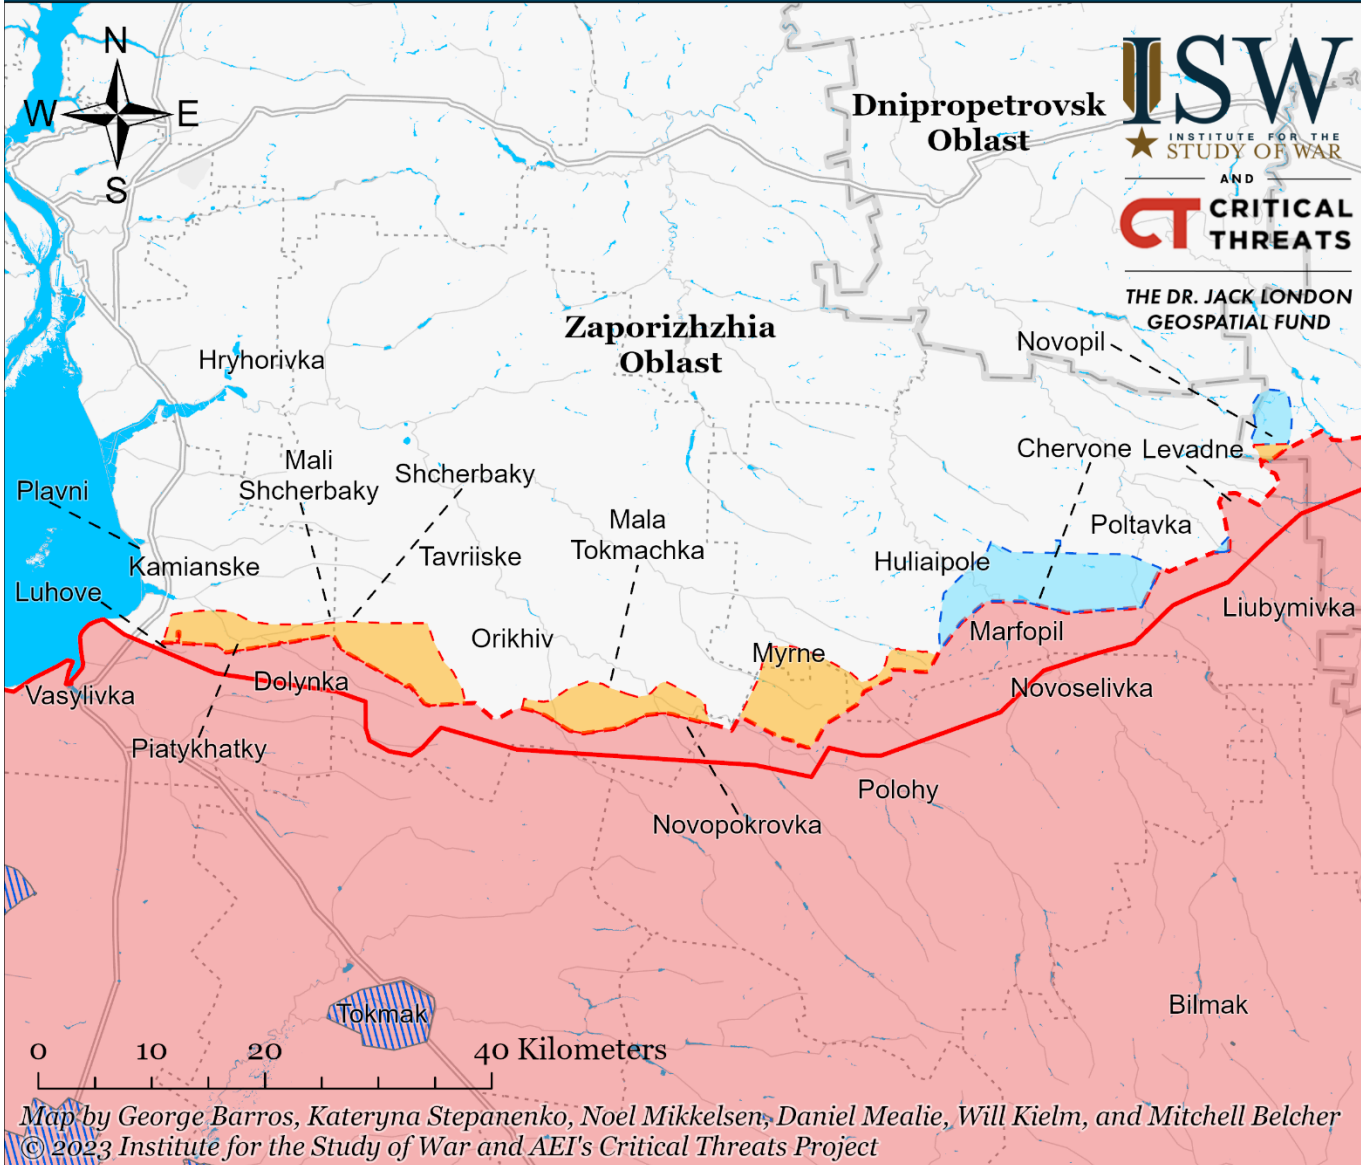 N
W
E
S
Dnipropetrovsk
Oblast
ISW
INSTITUTE FOR THE
STUDY OF WAR
AND
CT CRITICAL
THREATS
THE DR. JACK LONDON
GEOSPATIAL FUND
Zaporizhzhia
Oblast
Novopil
Hryhorivka
Chervone
Levadne
Mali
Shcherbaky
Shcherbaky
Plavni
Mala
Tokmachka
Poltavka
Tavriiske
Huliaipole
Kamianske
Luhove
Liubymivka
Orikhiv
Marfopil
Myrne
Dolynka
Vasylivka
Novoselivka
Piatykhatky
Polohy
Novopokrovka
Bilmak
Tokmak
0 10 20 40 Kilometers
Map by George Barros, Kateryna Stepanenko, Noel Mikkelsen, Daniel Mealie, Will Kielm, and Mitchell Belcher
© 2023 Institute for the Study of War and AEI's Critical Threats Project